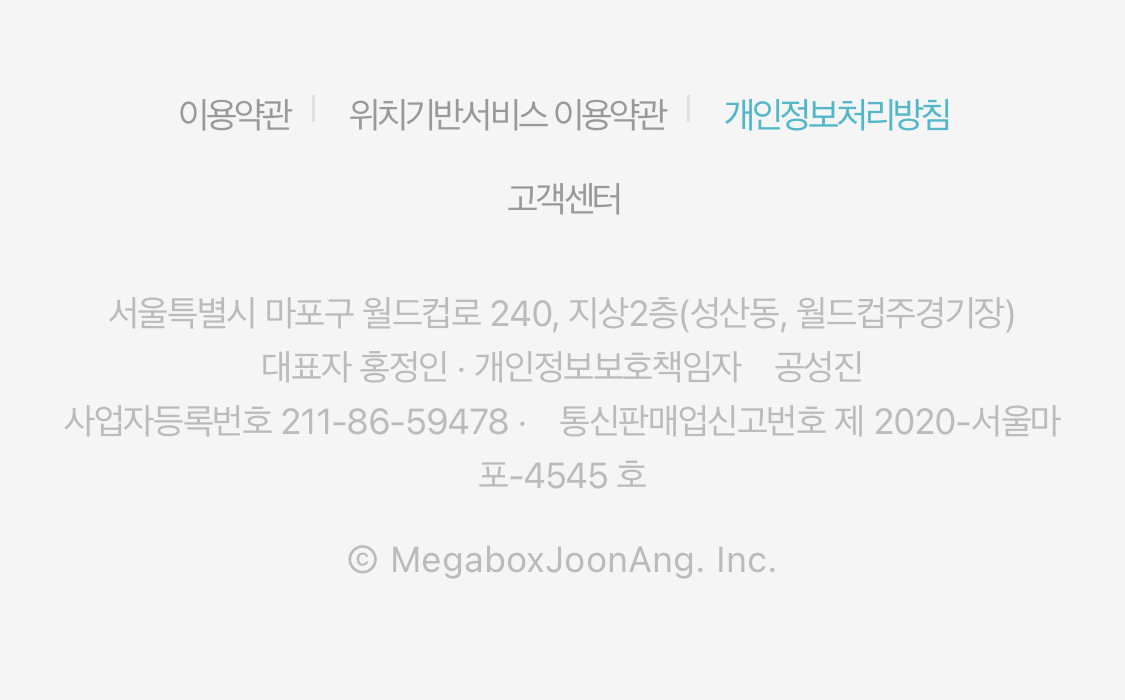 이용약관 위치기반서비스 이용약관 개인정보처리방침
고객센터
서울특별시 마포구 월드컵로 240, 지상2층(성산동, 월드컵주경기장)
대표자 홍정인 · 개인정보보호책임자 공성진
사업자등록번호 211-86-59478 · 통신판매업신고번호 제 2020-서울마
포-4545 호
© MegaboxJoonAng. Inc.